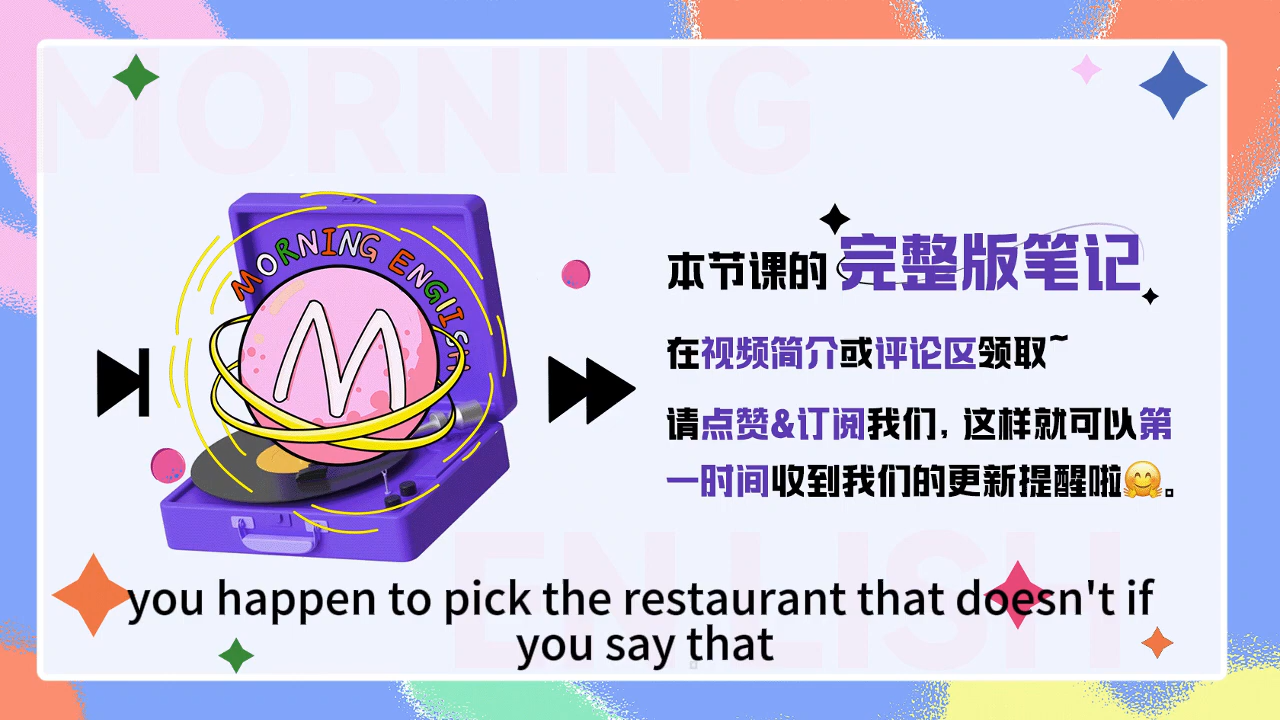 MORNING
MORNING ENGLISH
M
本节课的 完整版笔记
在视频简介或评论区领取~
请点赞&订阅我们, 这样就可以第
一时间收到我们的更新提醒啦🤗。
ENGLISH
you happen to pick the restaurant that doesn't if
you say that